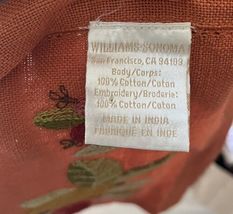 WILLIAMS-SONOMA
San Francisco, CA 94109
Body/Corps:
100% Cotton/Coton
Embroidery/Broderie:
100% Cotton/Coton
MADE IN INDIA
FABRIQUÉ EN INDE